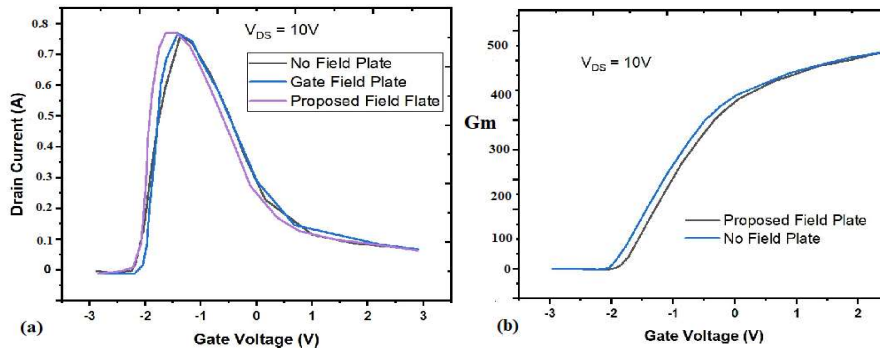 0.8
0.7
0.6
0.5
0.4
0.3
0.2
0.1
0
Drain Current (A)
V_DS = 10V
No Field Plate
Gate Field Plate
Proposed Field Flate
-3 -2 -1 0 1 2 3
Gate Voltage (V)
(a)
500
400
300
200
100
0
Gm
V_DS = 10V
Proposed Field Plate
No Field Plate
-3 -2 -1 0 1 2
Gate Voltage (V)
(b)